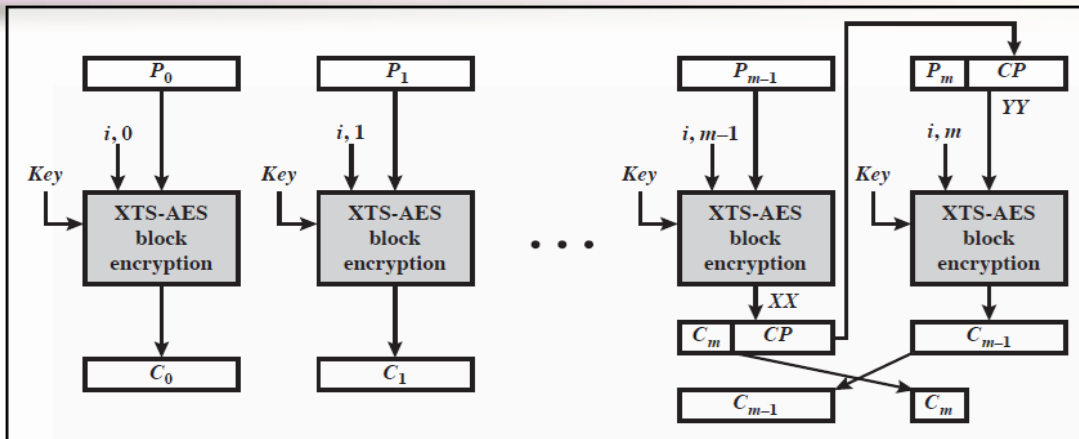 P0
P1
Pm–1
Pm CP
YY
i, 0
i, 1
i, m–1
i, m
Key
Key
Key
Key
XTS-AES
block
encryption
XTS-AES
block
encryption
• • •
XTS-AES
block
encryption
XTS-AES
block
encryption
XX
Cm CP
Cm–1
C0
C1
Cm–1
Cm